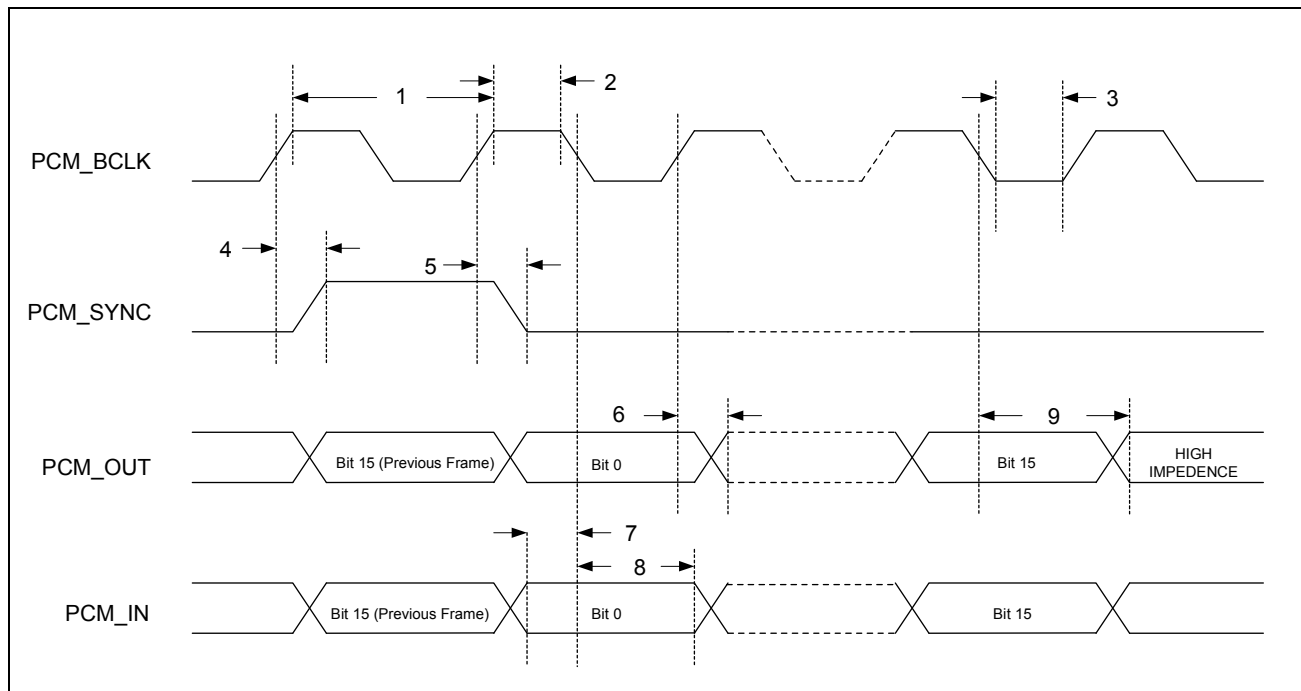 1
2
3
PCM_BCLK
4
5
PCM_SYNC
6
9
PCM_OUT
Bit 15 (Previous Frame)
Bit 0
Bit 15
HIGH
IMPEDENCE
7
8
PCM_IN
Bit 15 (Previous Frame)
Bit 0
Bit 15